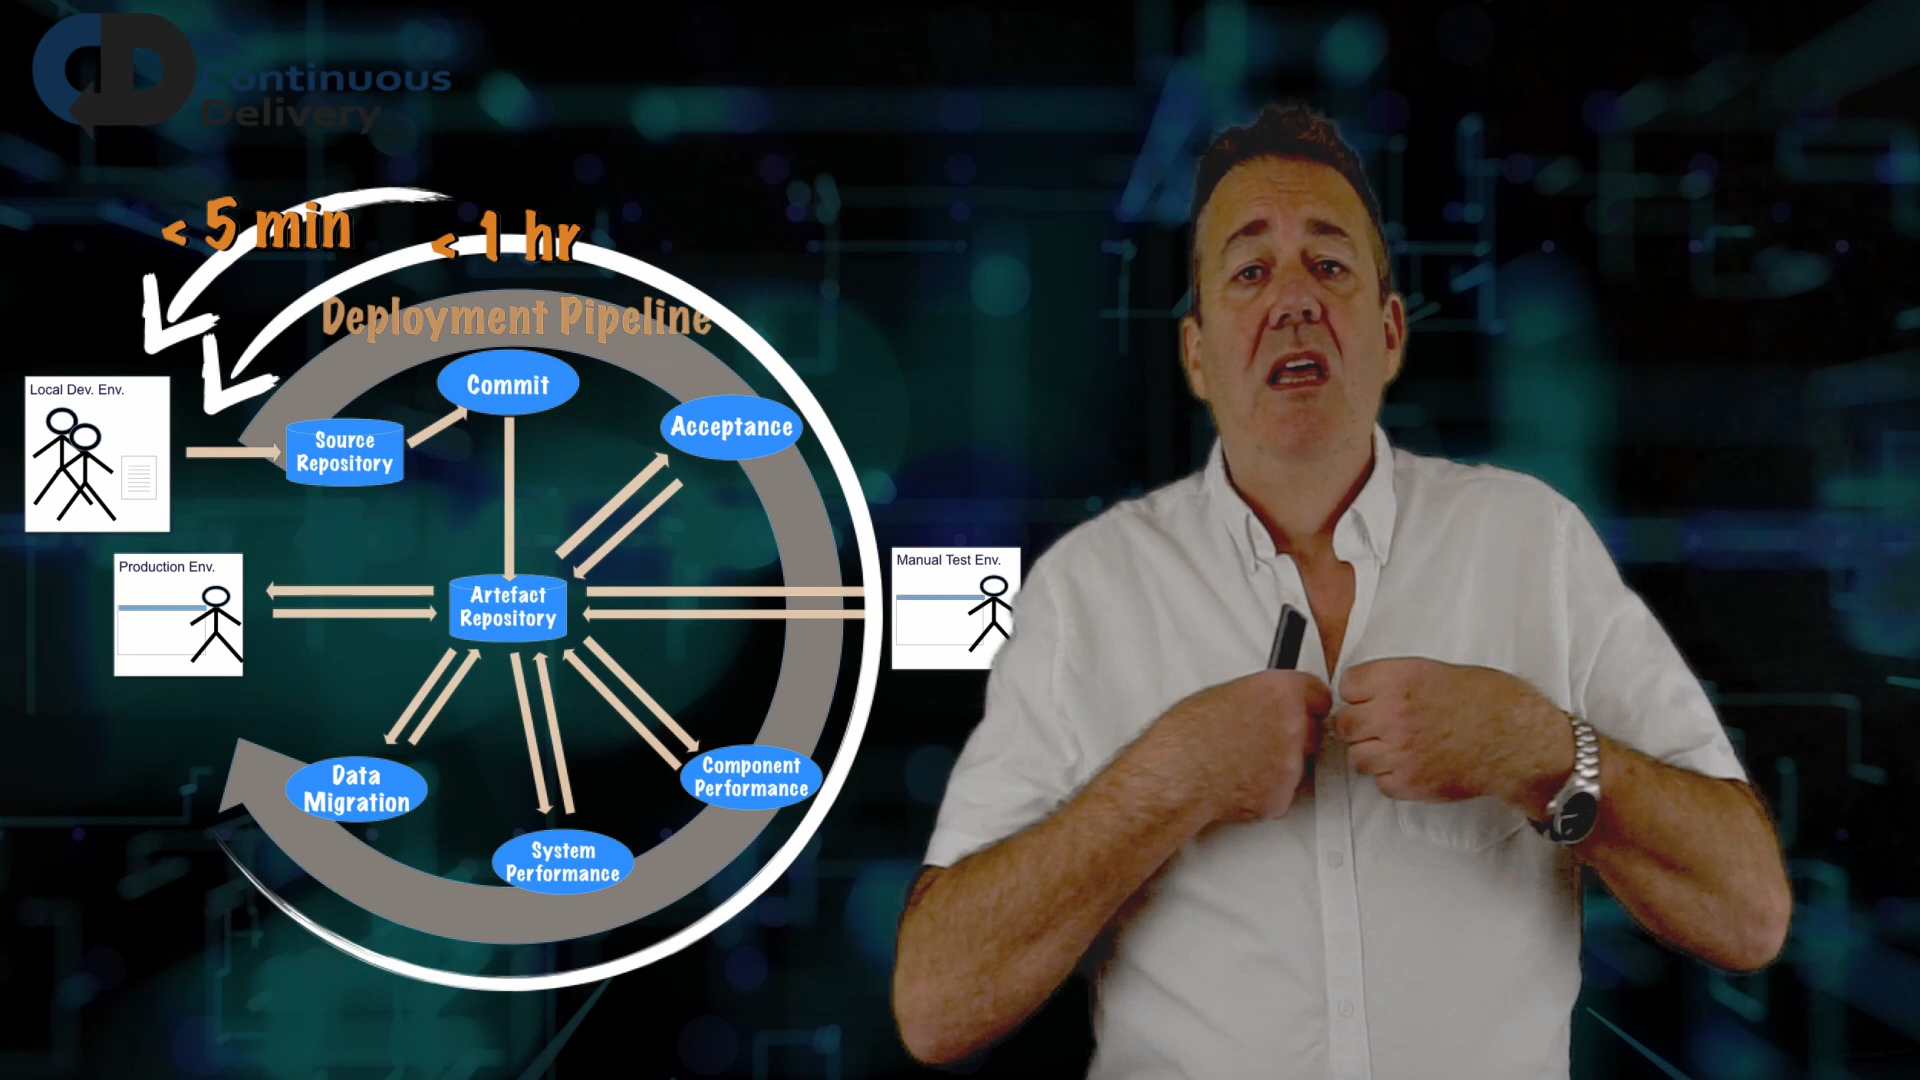 Continuous
Delivery
< 5 min
< 1 hr
Deployment Pipeline
Local Dev. Env.
Commit
Source
Repository
Acceptance
Production Env.
Artefact
Repository
Manual Test Env.
Data
Migration
Component
Performance
System
Performance